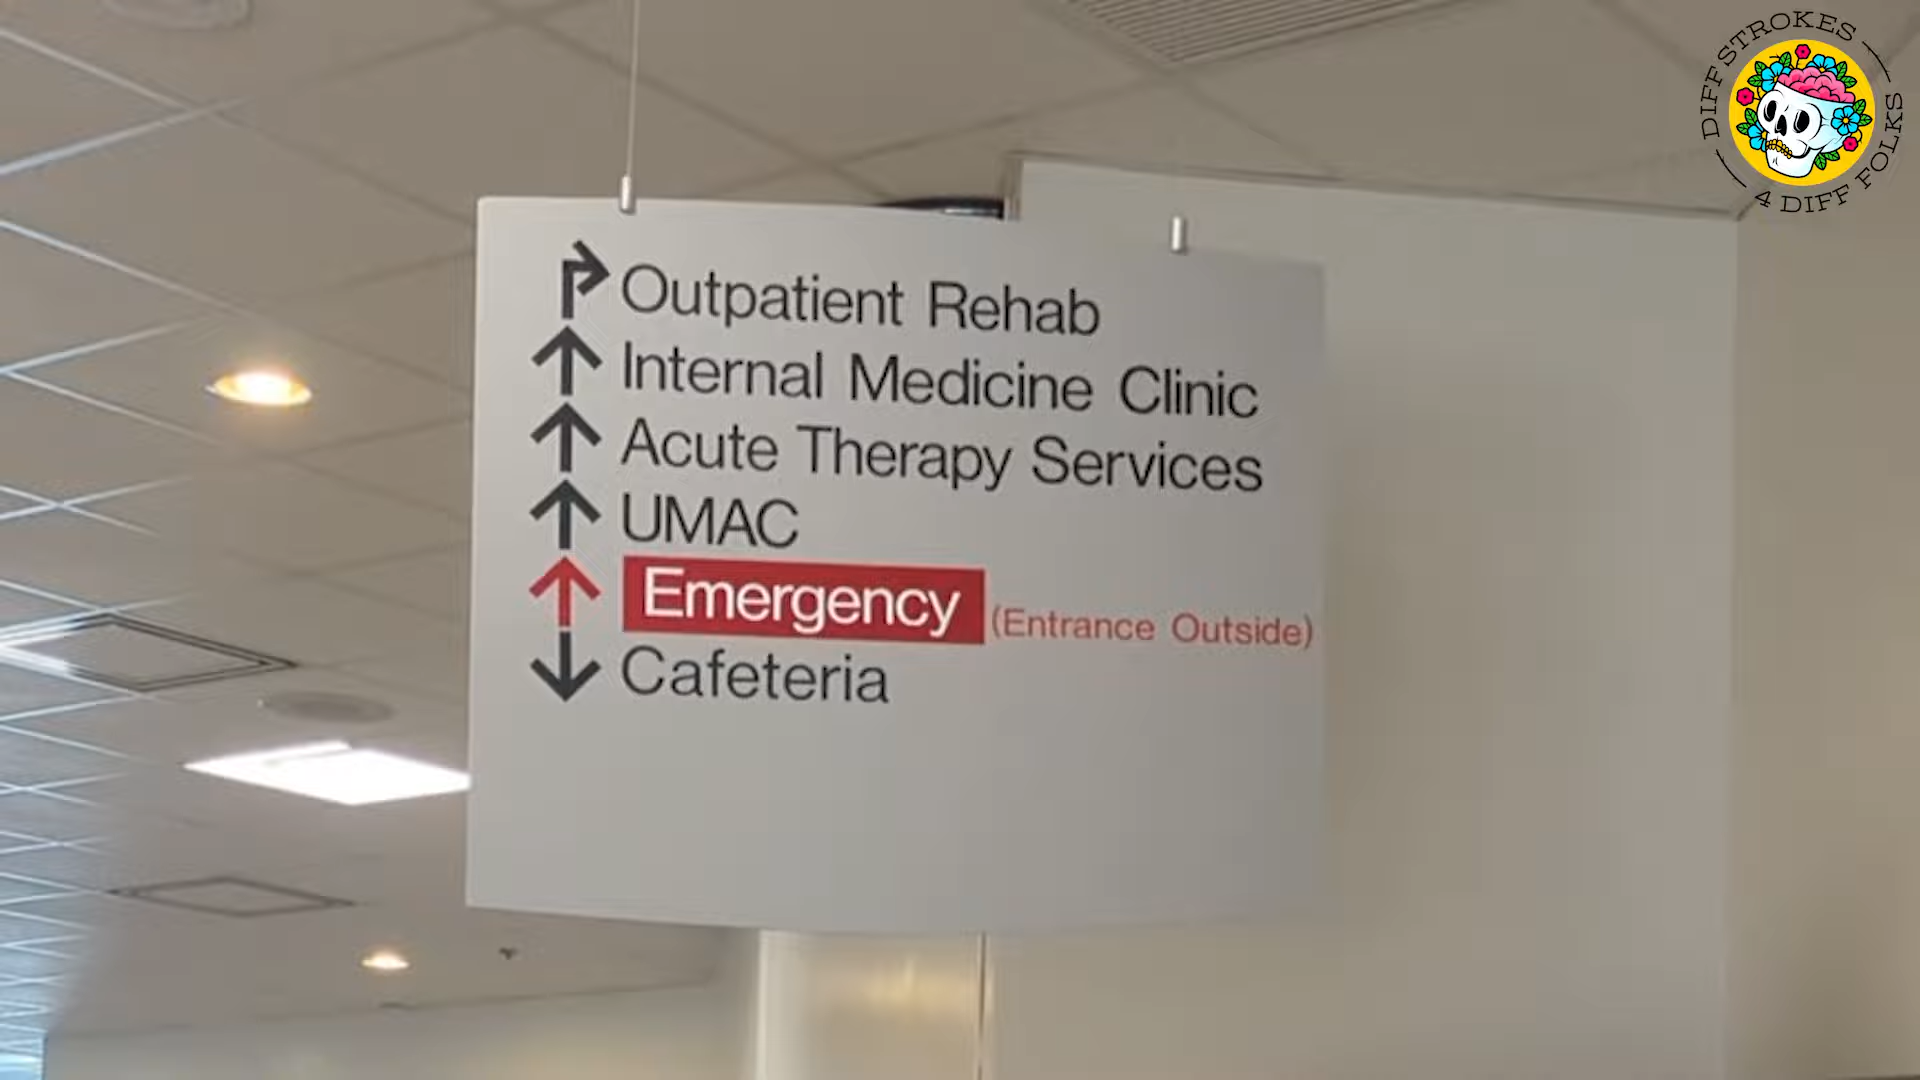 Outpatient Rehab
Internal Medicine Clinic
Acute Therapy Services
UMAC
Emergency (Entrance Outside)
Cafeteria
DIFF STROKES
4 DIFF FOLKS